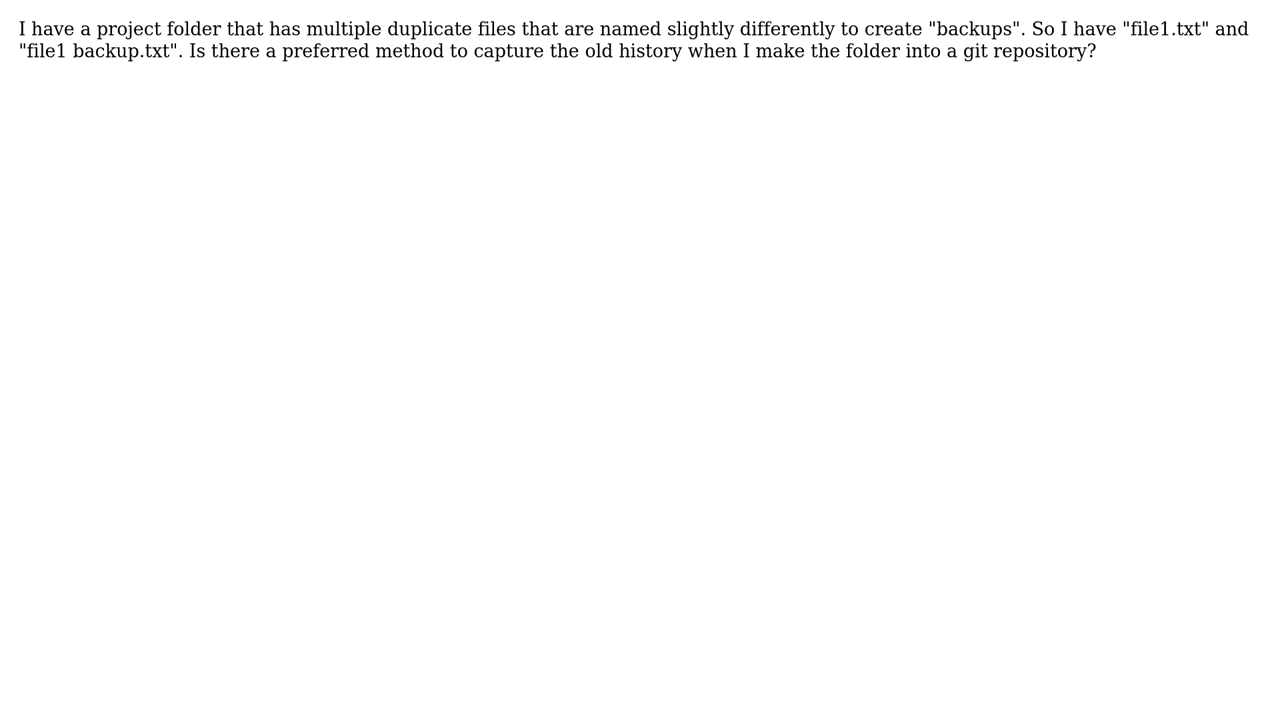 I have a project folder that has multiple duplicate files that are named slightly differently to create "backups". So I have "file1.txt" and
"file1 backup.txt". Is there a preferred method to capture the old history when I make the folder into a git repository?